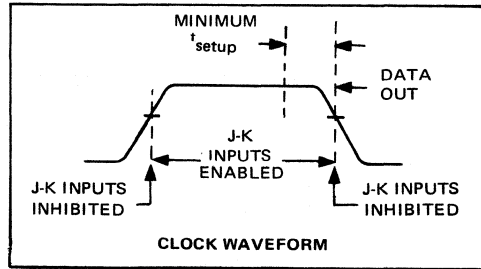 MINIMUM
tsetup
DATA
OUT
J-K
INPUTS
ENABLED
J-K INPUTS
INHIBITED
J-K INPUTS
INHIBITED
CLOCK WAVEFORM